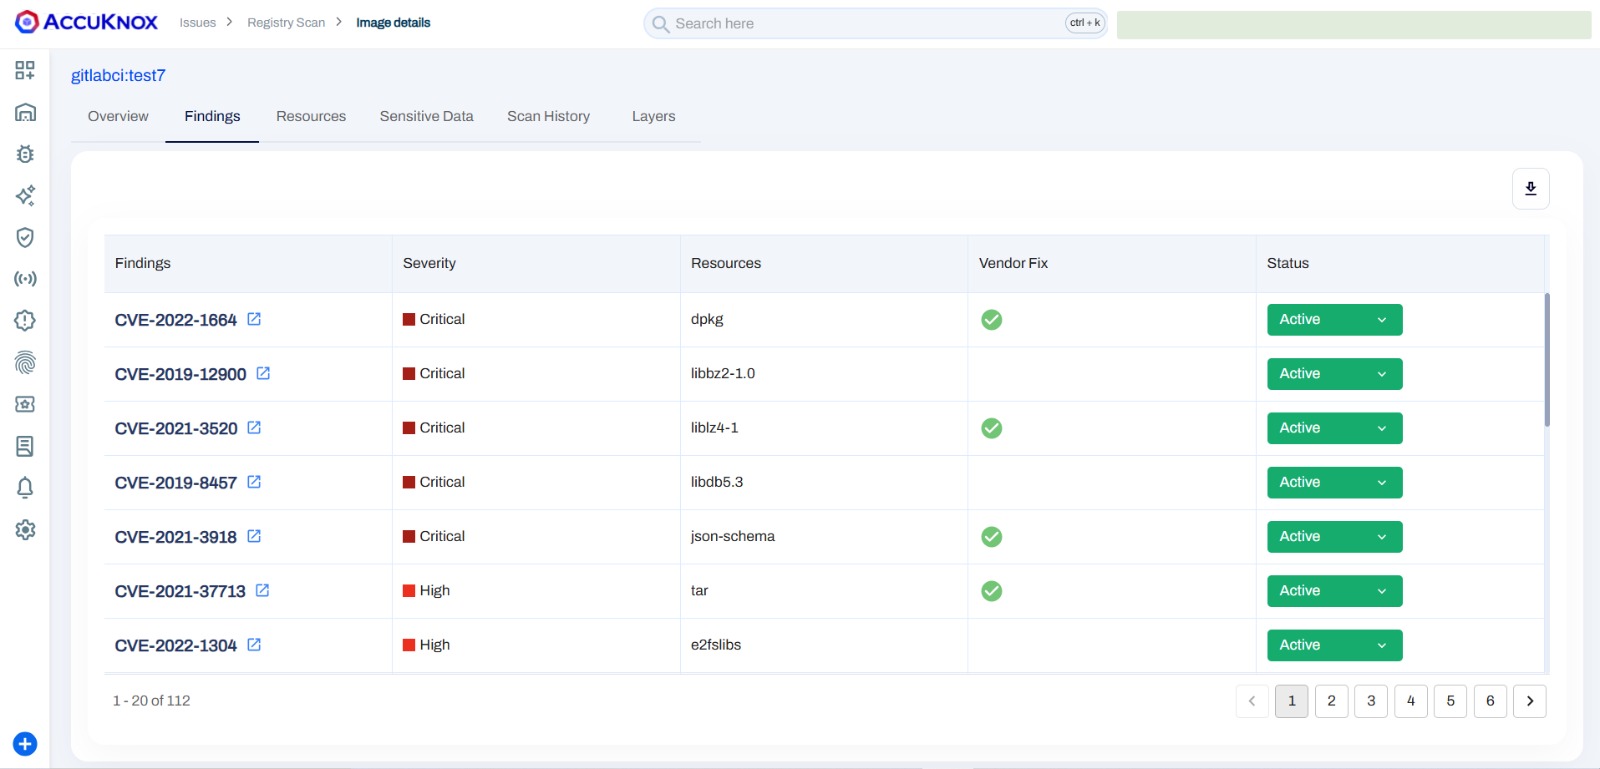 ACCUKNOX Issues > Registry Scan > Image details Search here ctrl + k
gitlabci:test7
Overview Findings Resources Sensitive Data Scan History Layers
Findings Severity Resources Vendor Fix Status
CVE-2022-1664 Critical dpkg Active
CVE-2019-12900 Critical libbz2-1.0 Active
CVE-2021-3520 Critical liblz4-1 Active
CVE-2019-8457 Critical libdb5.3 Active
CVE-2021-3918 Critical json-schema Active
CVE-2021-37713 High tar Active
CVE-2022-1304 High e2fslibs Active
1 - 20 of 112 < 1 2 3 4 5 6 >